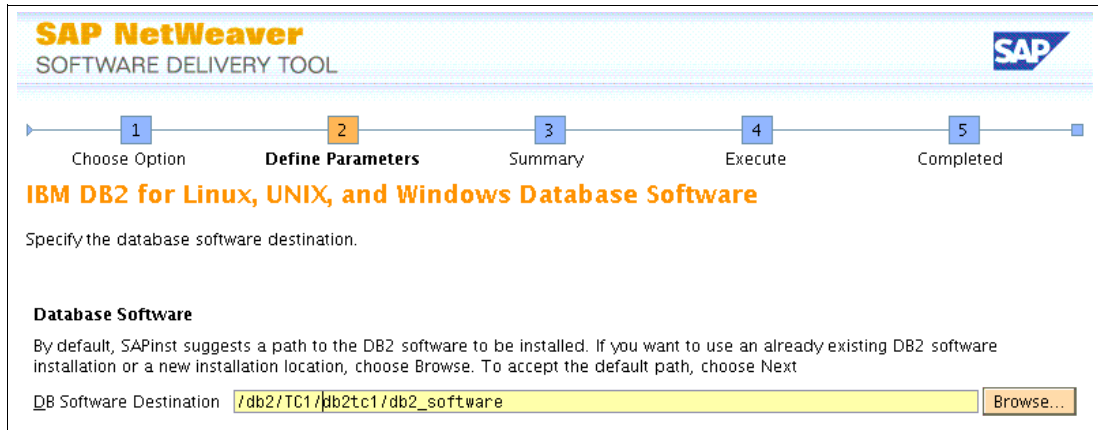 SAP NetWeaver
SOFTWARE DELIVERY TOOL
SAP
1 2 3 4 5
Choose Option Define Parameters Summary Execute Completed
IBM DB2 for Linux, UNIX, and Windows Database Software
Specify the database software destination.
Database Software
By default, SAPinst suggests a path to the DB2 software to be installed. If you want to use an already existing DB2 software
installation or a new installation location, choose Browse. To accept the default path, choose Next
DB Software Destination /db2/TC1/db2tc1/db2_software Browse...